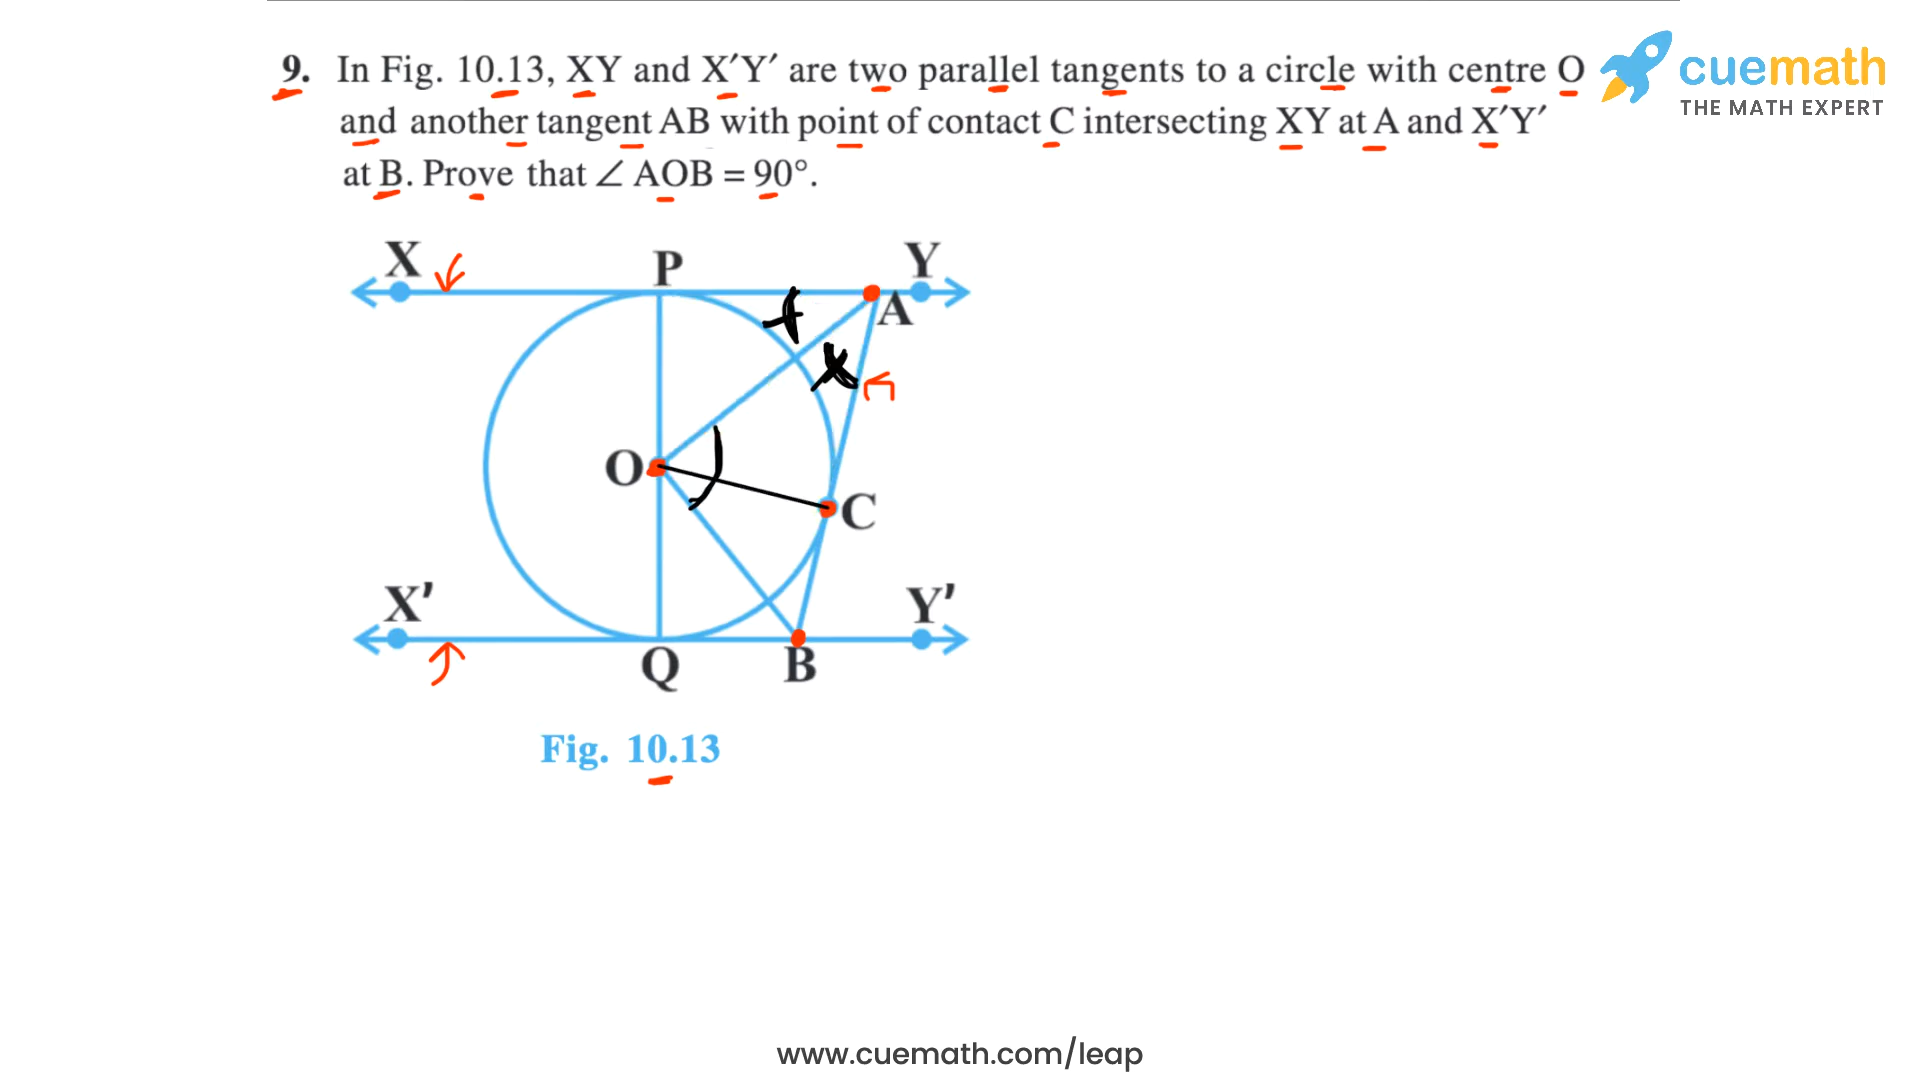 9. In Fig. 10.13, XY and X′Y′ are two parallel tangents to a circle with centre O
and another tangent AB with point of contact C intersecting XY at A and X′Y′
at B. Prove that ∠ AOB = 90°.
cuemath
THE MATH EXPERT
X P Y
A
x
x
O
C
X' Y'
Q B
Fig. 10.13
www.cuemath.com/leap